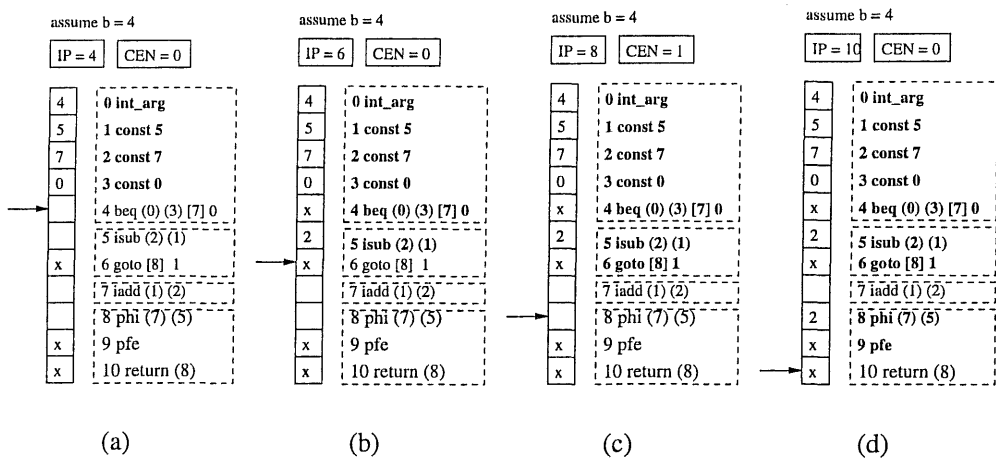 assume b = 4
IP = 4 CEN = 0
4 0 int_arg
5 1 const 5
7 2 const 7
0 3 const 0
4 beq (0) (3) [7] 0
5 isub (2) (1)
x 6 goto [8] 1
7 iadd (1) (2)
8 phi (7) (5)
x 9 pfe
x 10 return (8)
(a)
assume b = 4
IP = 6 CEN = 0
4 0 int_arg
5 1 const 5
7 2 const 7
0 3 const 0
x 4 beq (0) (3) [7] 0
2 5 isub (2) (1)
x 6 goto [8] 1
7 iadd (1) (2)
8 phi (7) (5)
x 9 pfe
x 10 return (8)
(b)
assume b = 4
IP = 8 CEN = 1
4 0 int_arg
5 1 const 5
7 2 const 7
0 3 const 0
x 4 beq (0) (3) [7] 0
2 5 isub (2) (1)
x 6 goto [8] 1
7 iadd (1) (2)
8 phi (7) (5)
x 9 pfe
x 10 return (8)
(c)
assume b = 4
IP = 10 CEN = 0
4 0 int_arg
5 1 const 5
7 2 const 7
0 3 const 0
x 4 beq (0) (3) [7] 0
2 5 isub (2) (1)
x 6 goto [8] 1
7 iadd (1) (2)
2 8 phi (7) (5)
x 9 pfe
x 10 return (8)
(d)